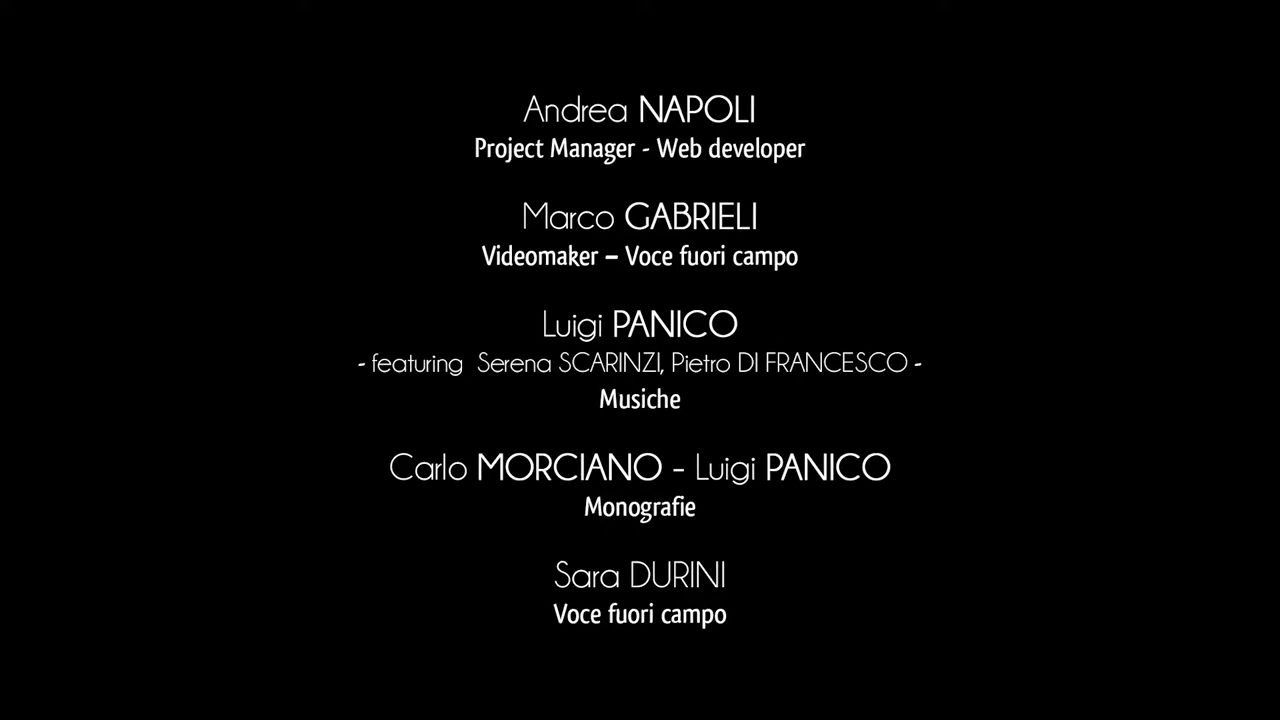 Andrea NAPOLI
Project Manager - Web developer
Marco GABRIELI
Videomaker – Voce fuori campo
Luigi PANICO
- featuring Serena SCARINZI, Pietro DI FRANCESCO -
Musiche
Carlo MORCIANO - Luigi PANICO
Monografie
Sara DURINI
Voce fuori campo